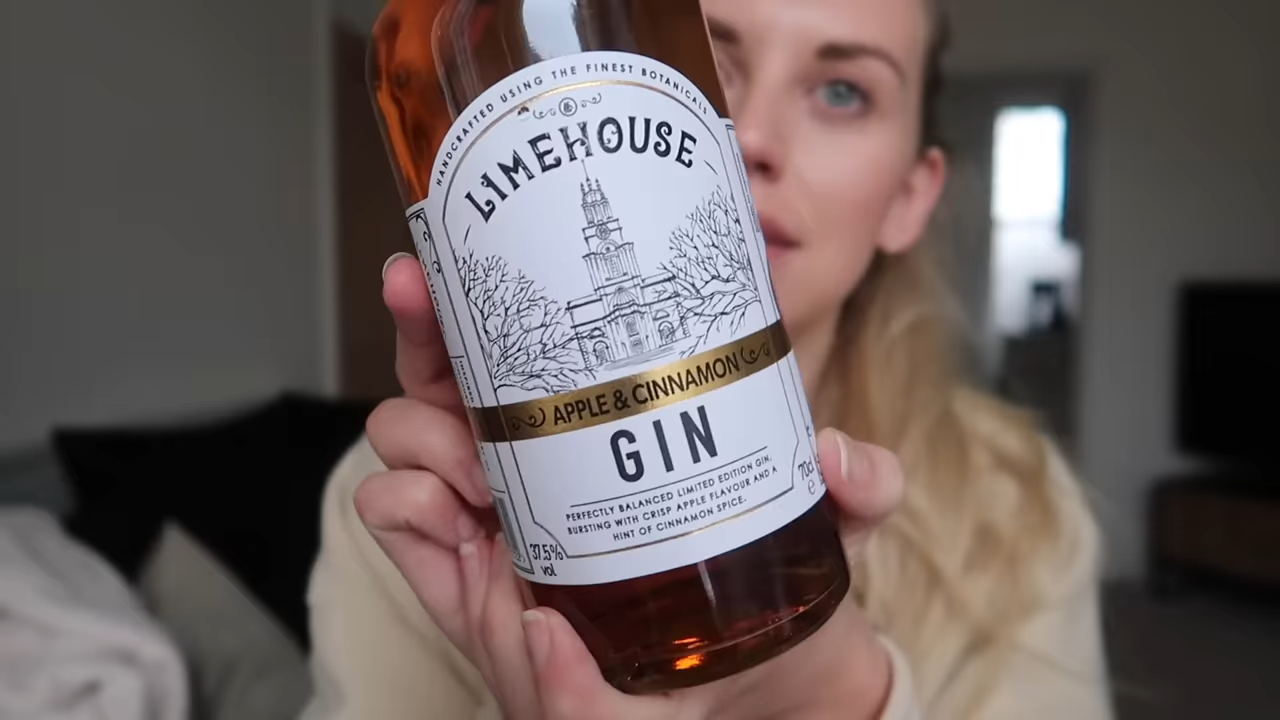 HANDCRAFTED USING THE FINEST BOTANICALS
LIMEHOUSE
APPLE & CINNAMON
GIN
PERFECTLY BALANCED LIMITED EDITION GIN,
BURSTING WITH CRISP APPLE FLAVOUR AND A
HINT OF CINNAMON SPICE.
37.5%
vol
70cl
e